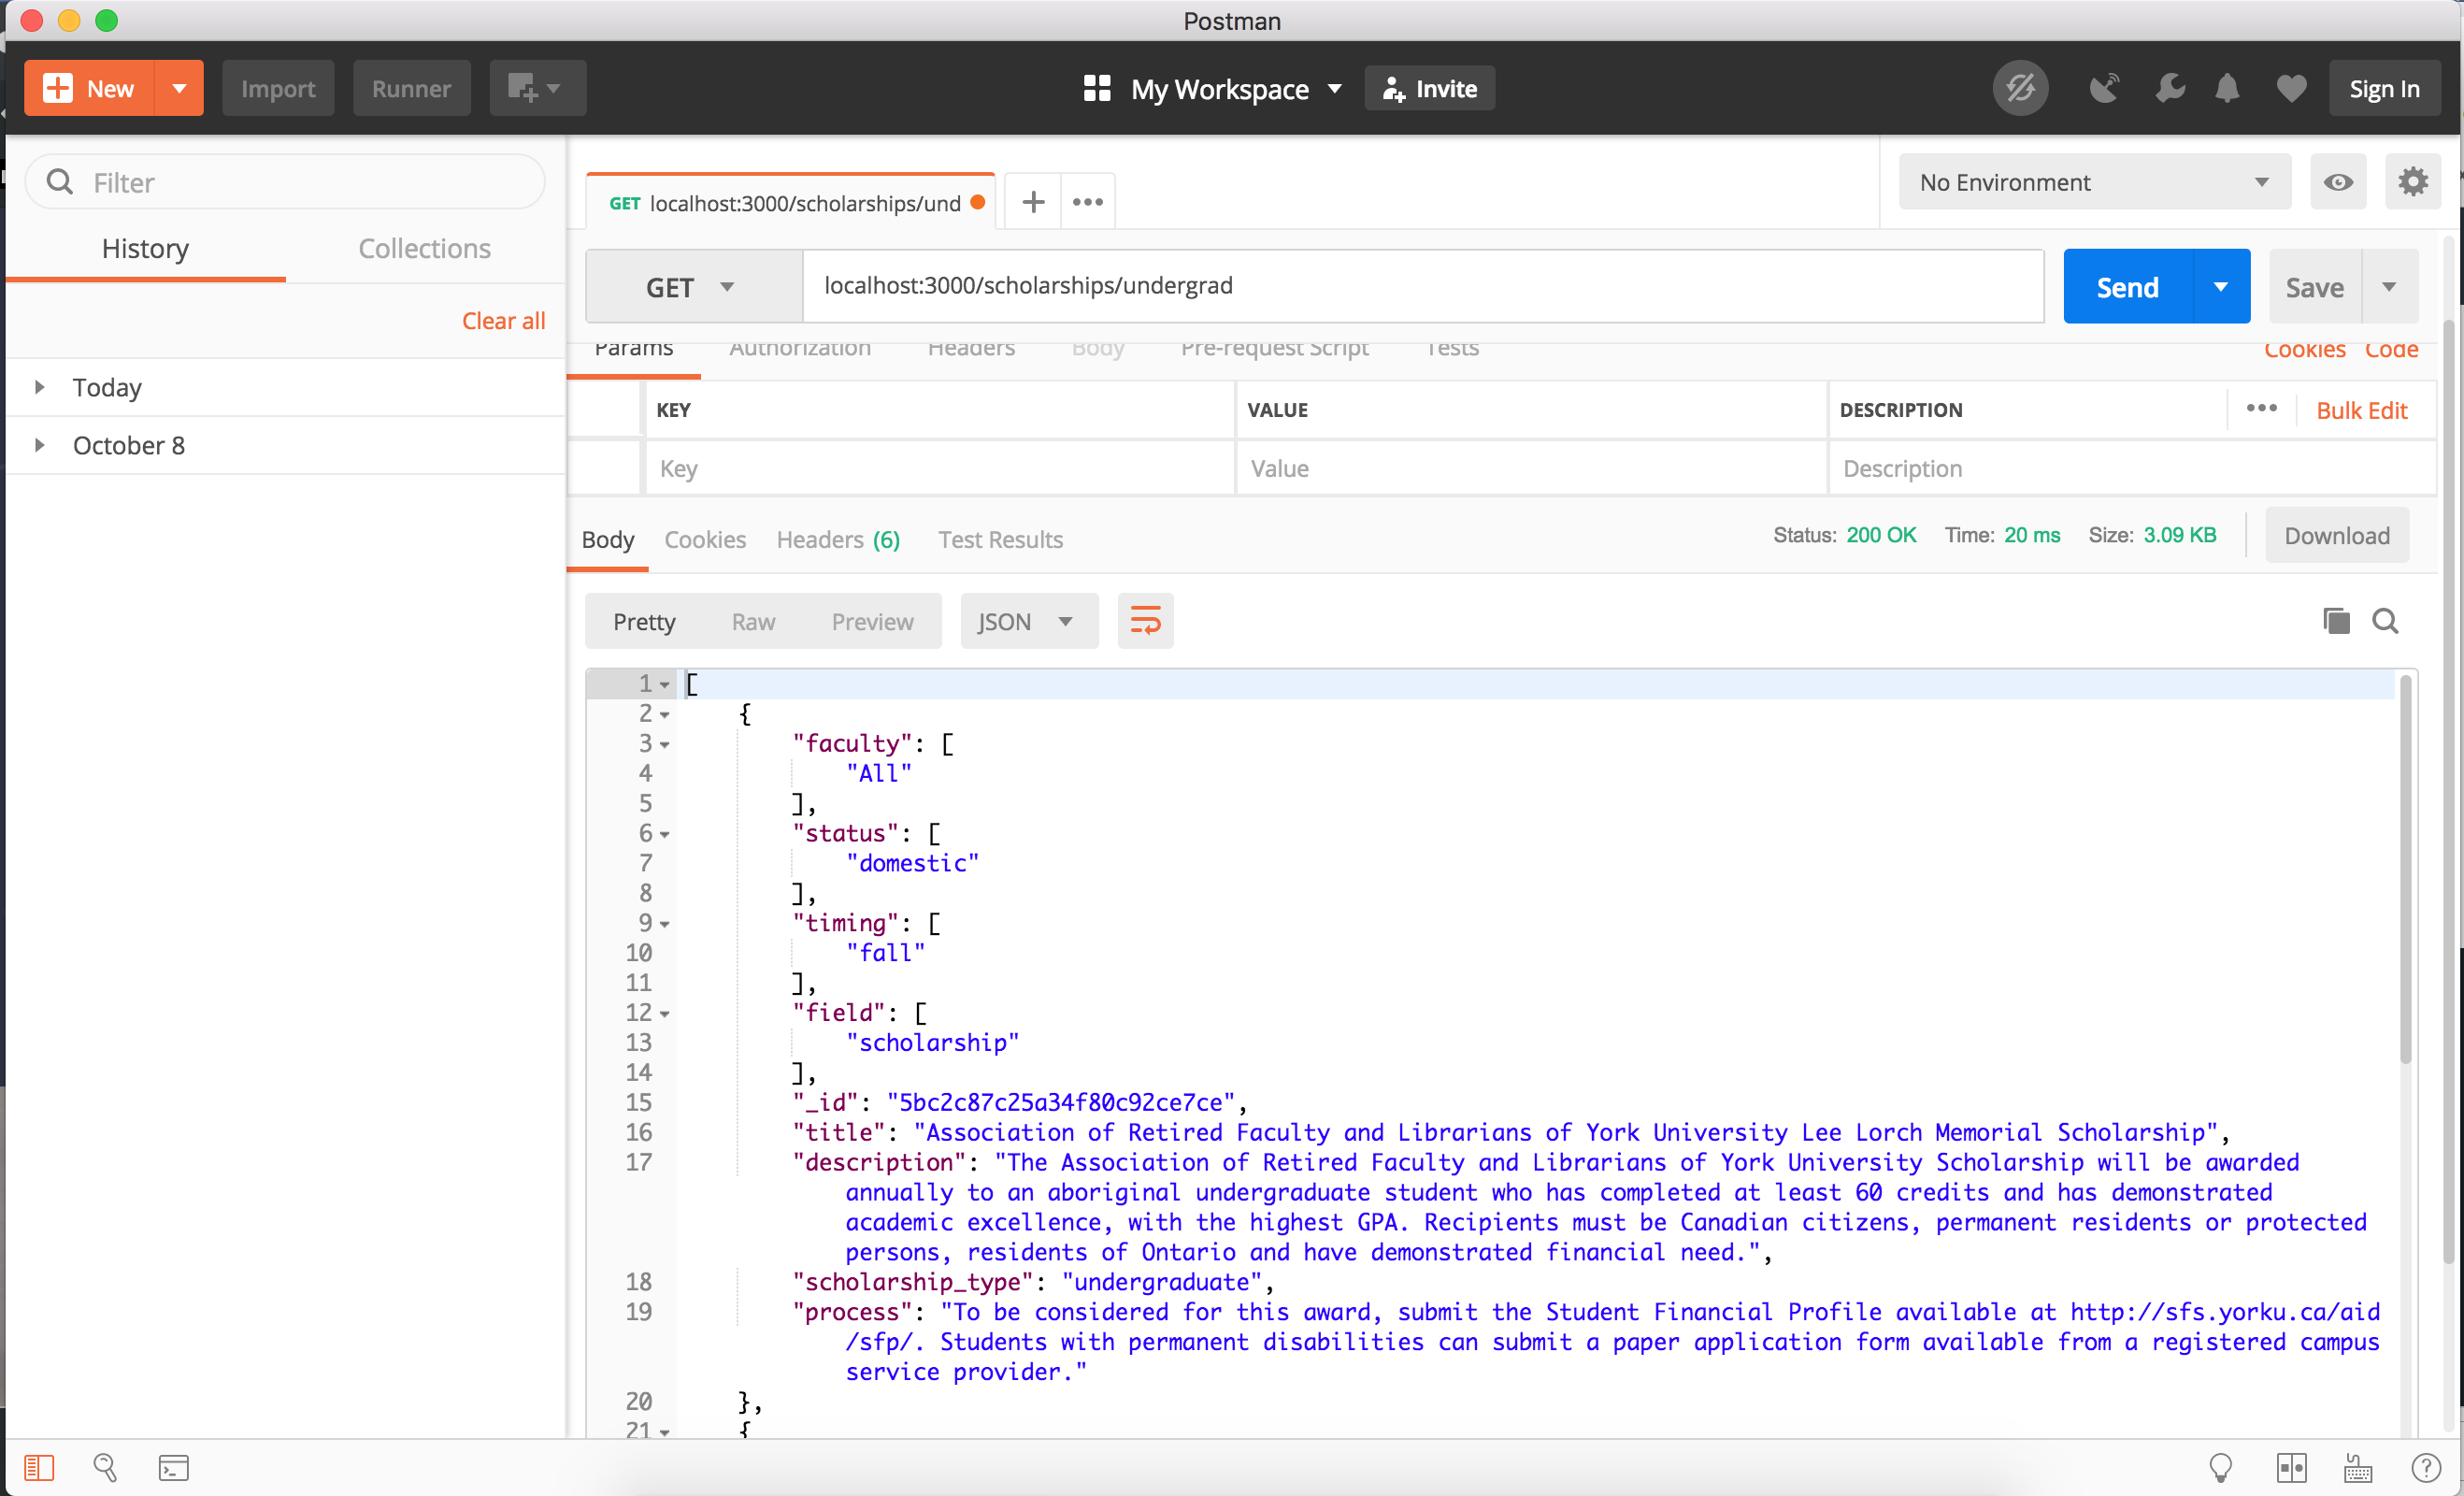 Postman
New
Import
Runner
My Workspace
Invite
Sign In
Filter
History
Collections
Clear all
Today
October 8
GET localhost:3000/scholarships/und
No Environment
GET
localhost:3000/scholarships/undergrad
Send
Save
Params
Authorization
Headers
Body
Pre-request Script
Tests
Cookies
Code
KEY
VALUE
DESCRIPTION
Bulk Edit
Key
Value
Description
Body
Cookies
Headers (6)
Test Results
Status: 200 OK
Time: 20 ms
Size: 3.09 KB
Download
Pretty
Raw
Preview
JSON
1 [
2 {
3 "faculty": [
4 "All"
5 ],
6 "status": [
7 "domestic"
8 ],
9 "timing": [
10 "fall"
11 ],
12 "field": [
13 "scholarship"
14 ],
15 "_id": "5bc2c87c25a34f80c92ce7ce",
16 "title": "Association of Retired Faculty and Librarians of York University Lee Lorch Memorial Scholarship",
17 "description": "The Association of Retired Faculty and Librarians of York University Scholarship will be awarded
annually to an aboriginal undergraduate student who has completed at least 60 credits and has demonstrated
academic excellence, with the highest GPA. Recipients must be Canadian citizens, permanent residents or protected
persons, residents of Ontario and have demonstrated financial need.",
18 "scholarship_type": "undergraduate",
19 "process": "To be considered for this award, submit the Student Financial Profile available at http://sfs.yorku.ca/aid
/sfp/. Students with permanent disabilities can submit a paper application form available from a registered campus
service provider."
20 },
21 {